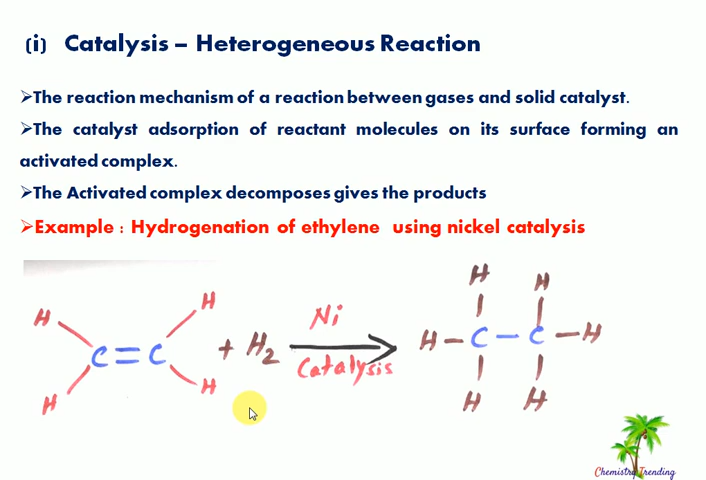 (i) Catalysis – Heterogeneous Reaction
➢The reaction mechanism of a reaction between gases and solid catalyst.
➢The catalyst adsorption of reactant molecules on its surface forming an
activated complex.
➢The Activated complex decomposes gives the products
➢Example : Hydrogenation of ethylene using nickel catalysis
H H
H H
H Ni
C = C + H₂ Catalysis H – C – C – H
H H
H H
Chemistry Trending